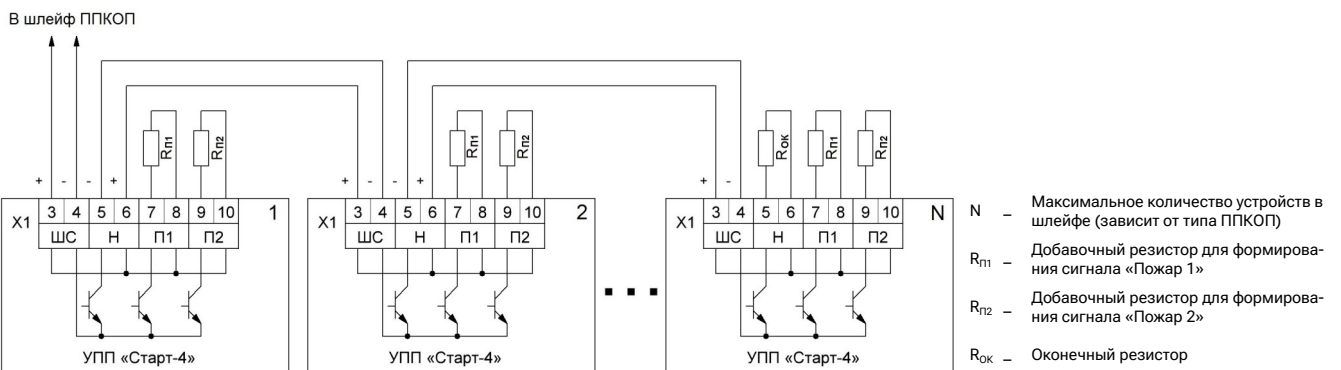 В шлейф ППКОП
Rп1
Rп2
Rп1
Rп2
Rок
Rп1
Rп2
+ - - +
+ - - +
+ -
X1 3 4 5 6 7 8 9 10 1
ШС Н П1 П2
УПП «Старт-4»
X1 3 4 5 6 7 8 9 10 2
ШС Н П1 П2
УПП «Старт-4»
...
X1 3 4 5 6 7 8 9 10 N
ШС Н П1 П2
УПП «Старт-4»
N – Максимальное количество устройств в
шлейфе (зависит от типа ППКОП)
RП1 – Добавочный резистор для формирова-
ния сигнала «Пожар 1»
RП2 – Добавочный резистор для формирова-
ния сигнала «Пожар 2»
RОК – Оконечный резистор